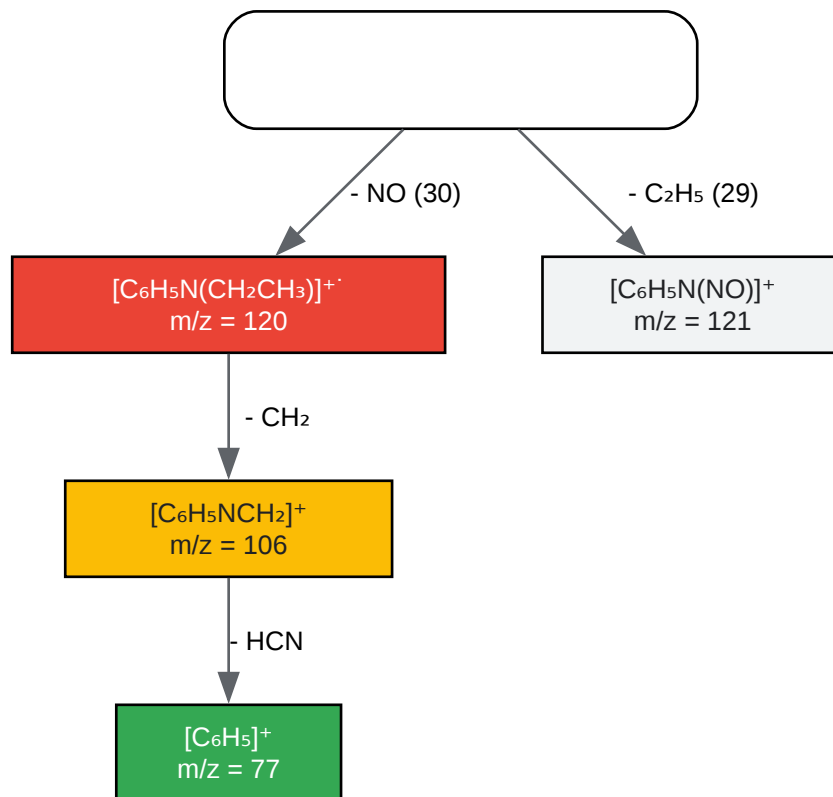 - NO (30)
- C₂H₅ (29)
[C₆H₅N(CH₂CH₃)]⁺˙
m/z = 120
[C₆H₅N(NO)]⁺
m/z = 121
- CH₂
[C₆H₅NCH₂]⁺
m/z = 106
- HCN
[C₆H₅]⁺
m/z = 77